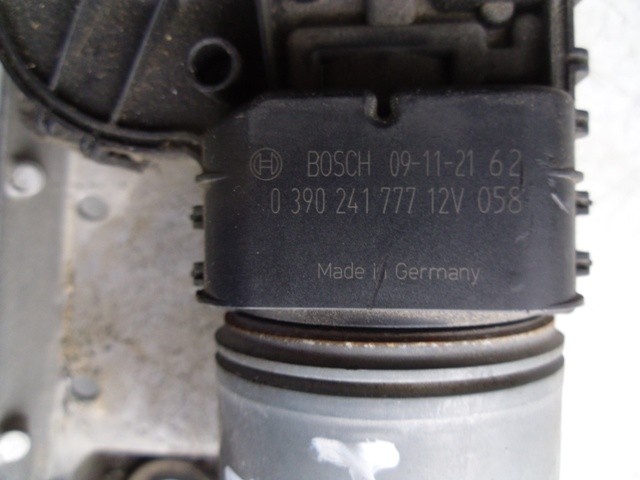 BOSCH 09-11-21 62
0 390 241 777 12V 058
Made in Germany